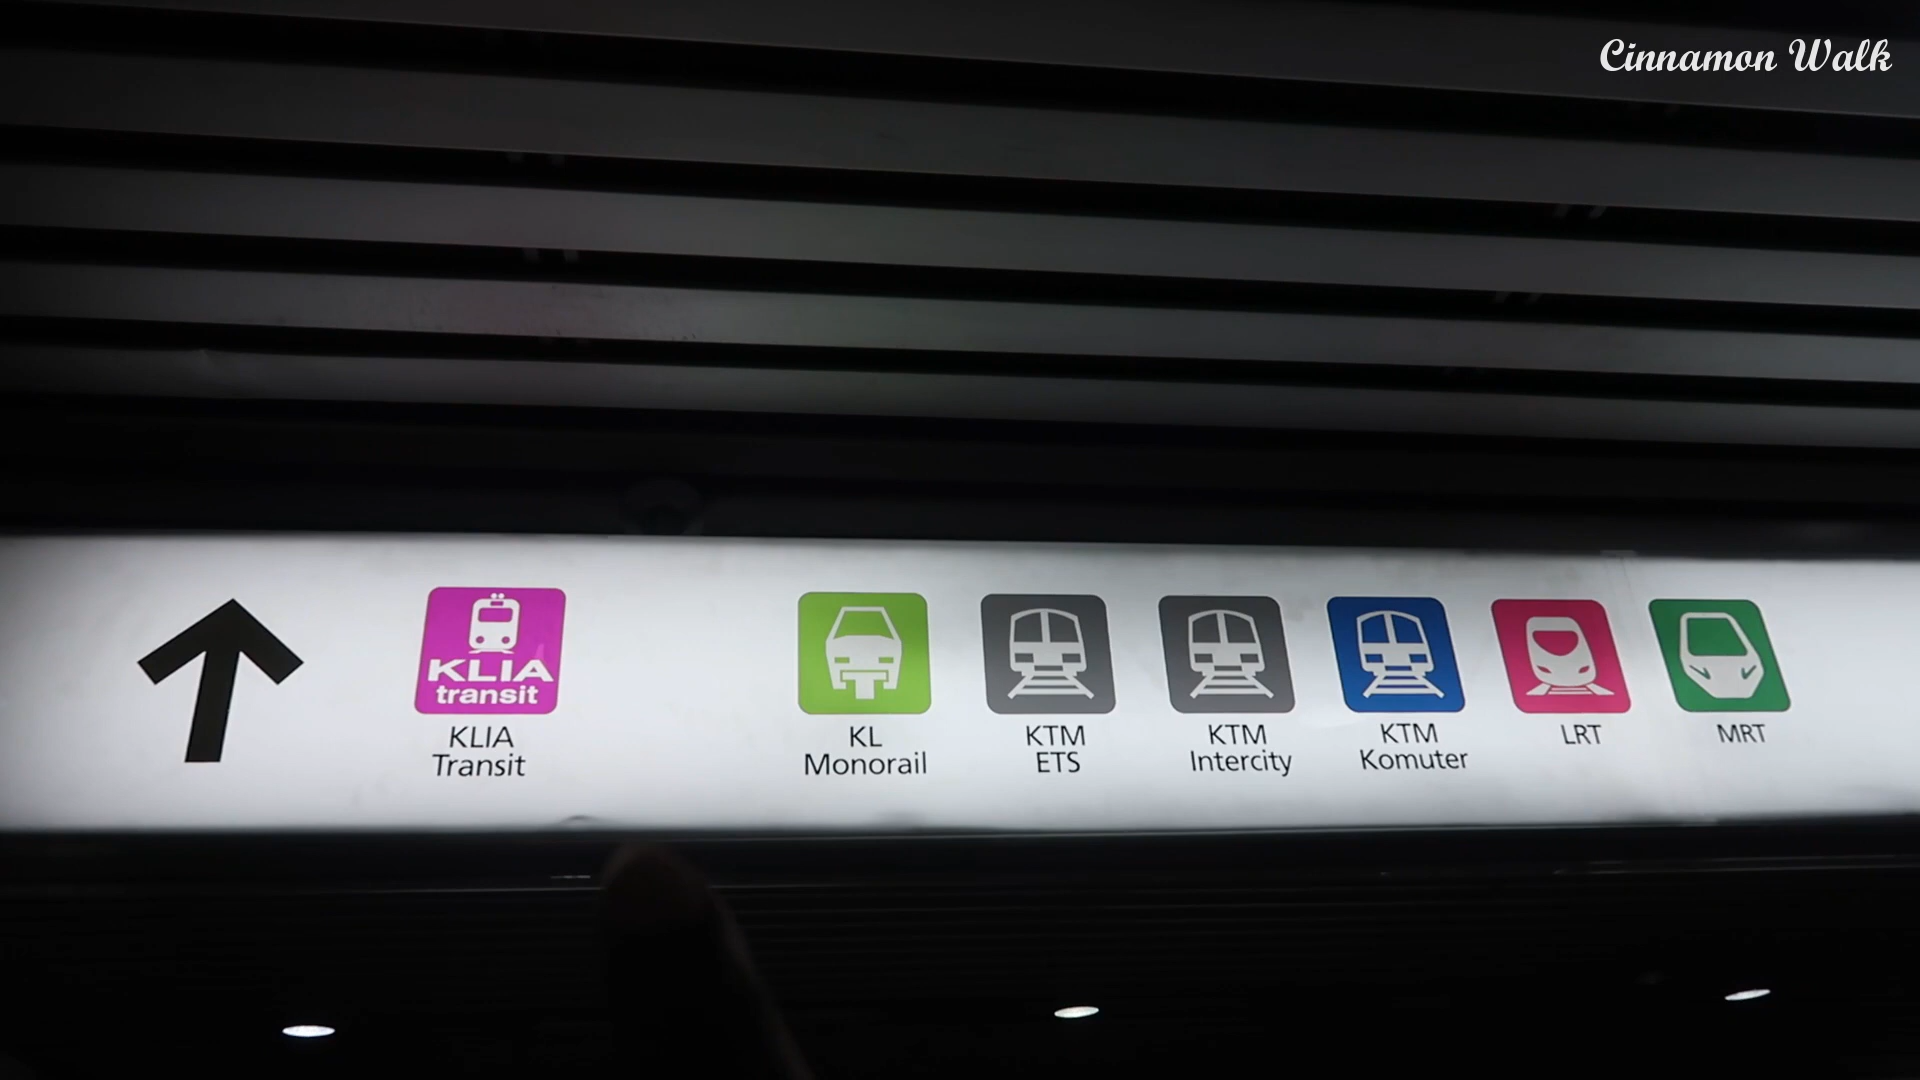 Cinnamon Walk
KLIA
transit
KLIA
Transit
KL
Monorail
KTM
ETS
KTM
Intercity
KTM
Komuter
LRT
MRT